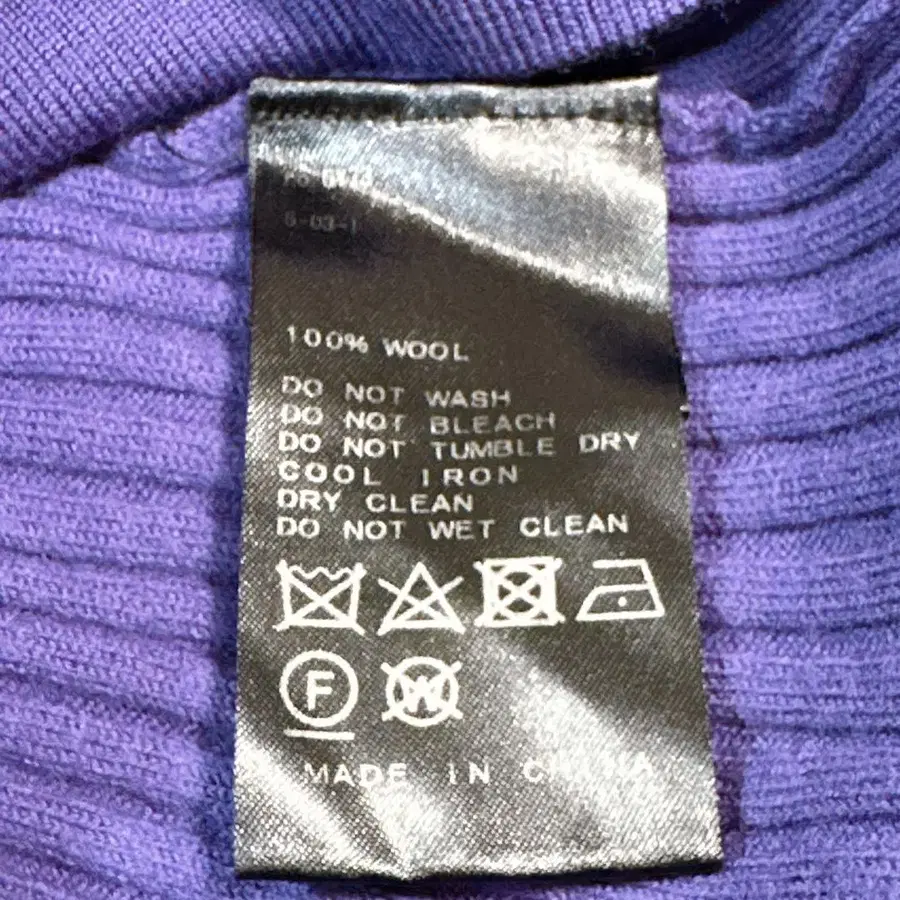 100% WOOL
DO NOT WASH
DO NOT BLEACH
DO NOT TUMBLE DRY
COOL IRON
DRY CLEAN
DO NOT WET CLEAN
F W
MADE IN CHINA